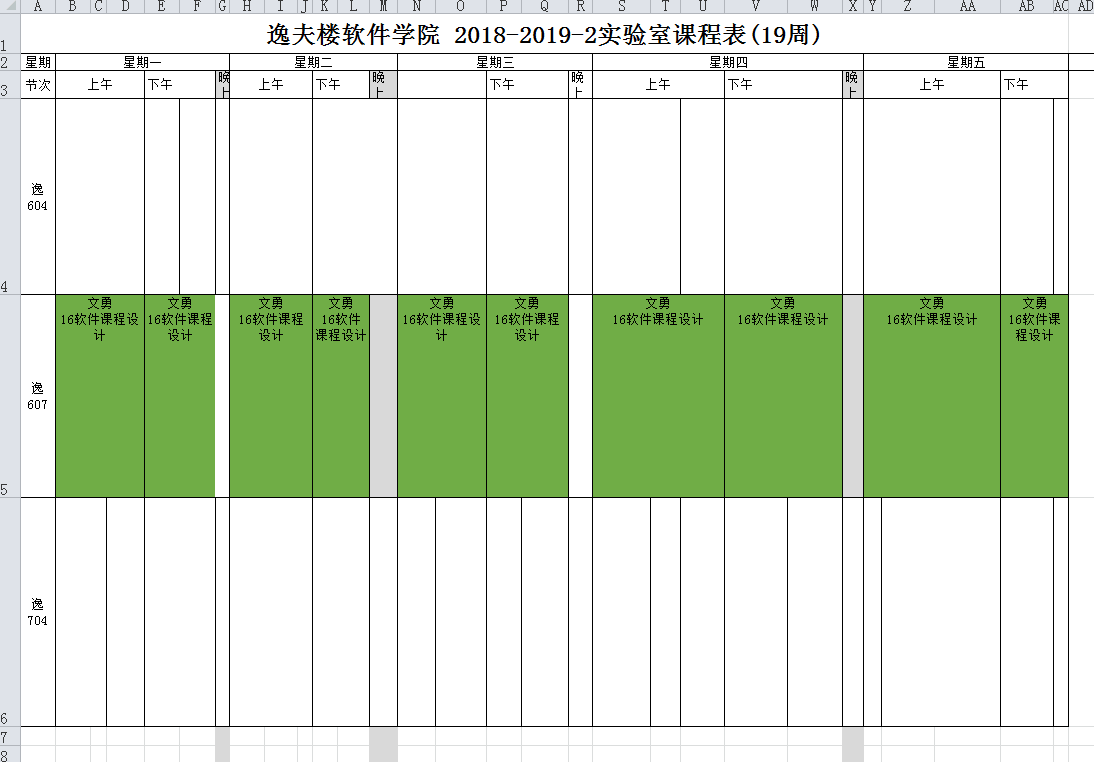 A B C D E F G H I J K L M N O P Q R S T U V W X Y Z AA AB AC AD
1 逸夫楼软件学院 2018-2019-2实验室课程表(19周)
2 星期 星期一 星期二 星期三 星期四 星期五
3 节次 上午 下午 晚上 上午 下午 晚上 下午 晚上 上午 下午 晚上 上午 下午
逸
604
4
文勇
16软件课程设
计
文勇
16软件课程
设计
文勇
16软件课程
设计
文勇
16软件
课程设计
文勇
16软件课程设
计
文勇
16软件课程
设计
文勇
16软件课程设计
文勇
16软件课程设计
文勇
16软件课程设计
文勇
16软件课
程设计
逸
607
5
逸
704
6
7
8